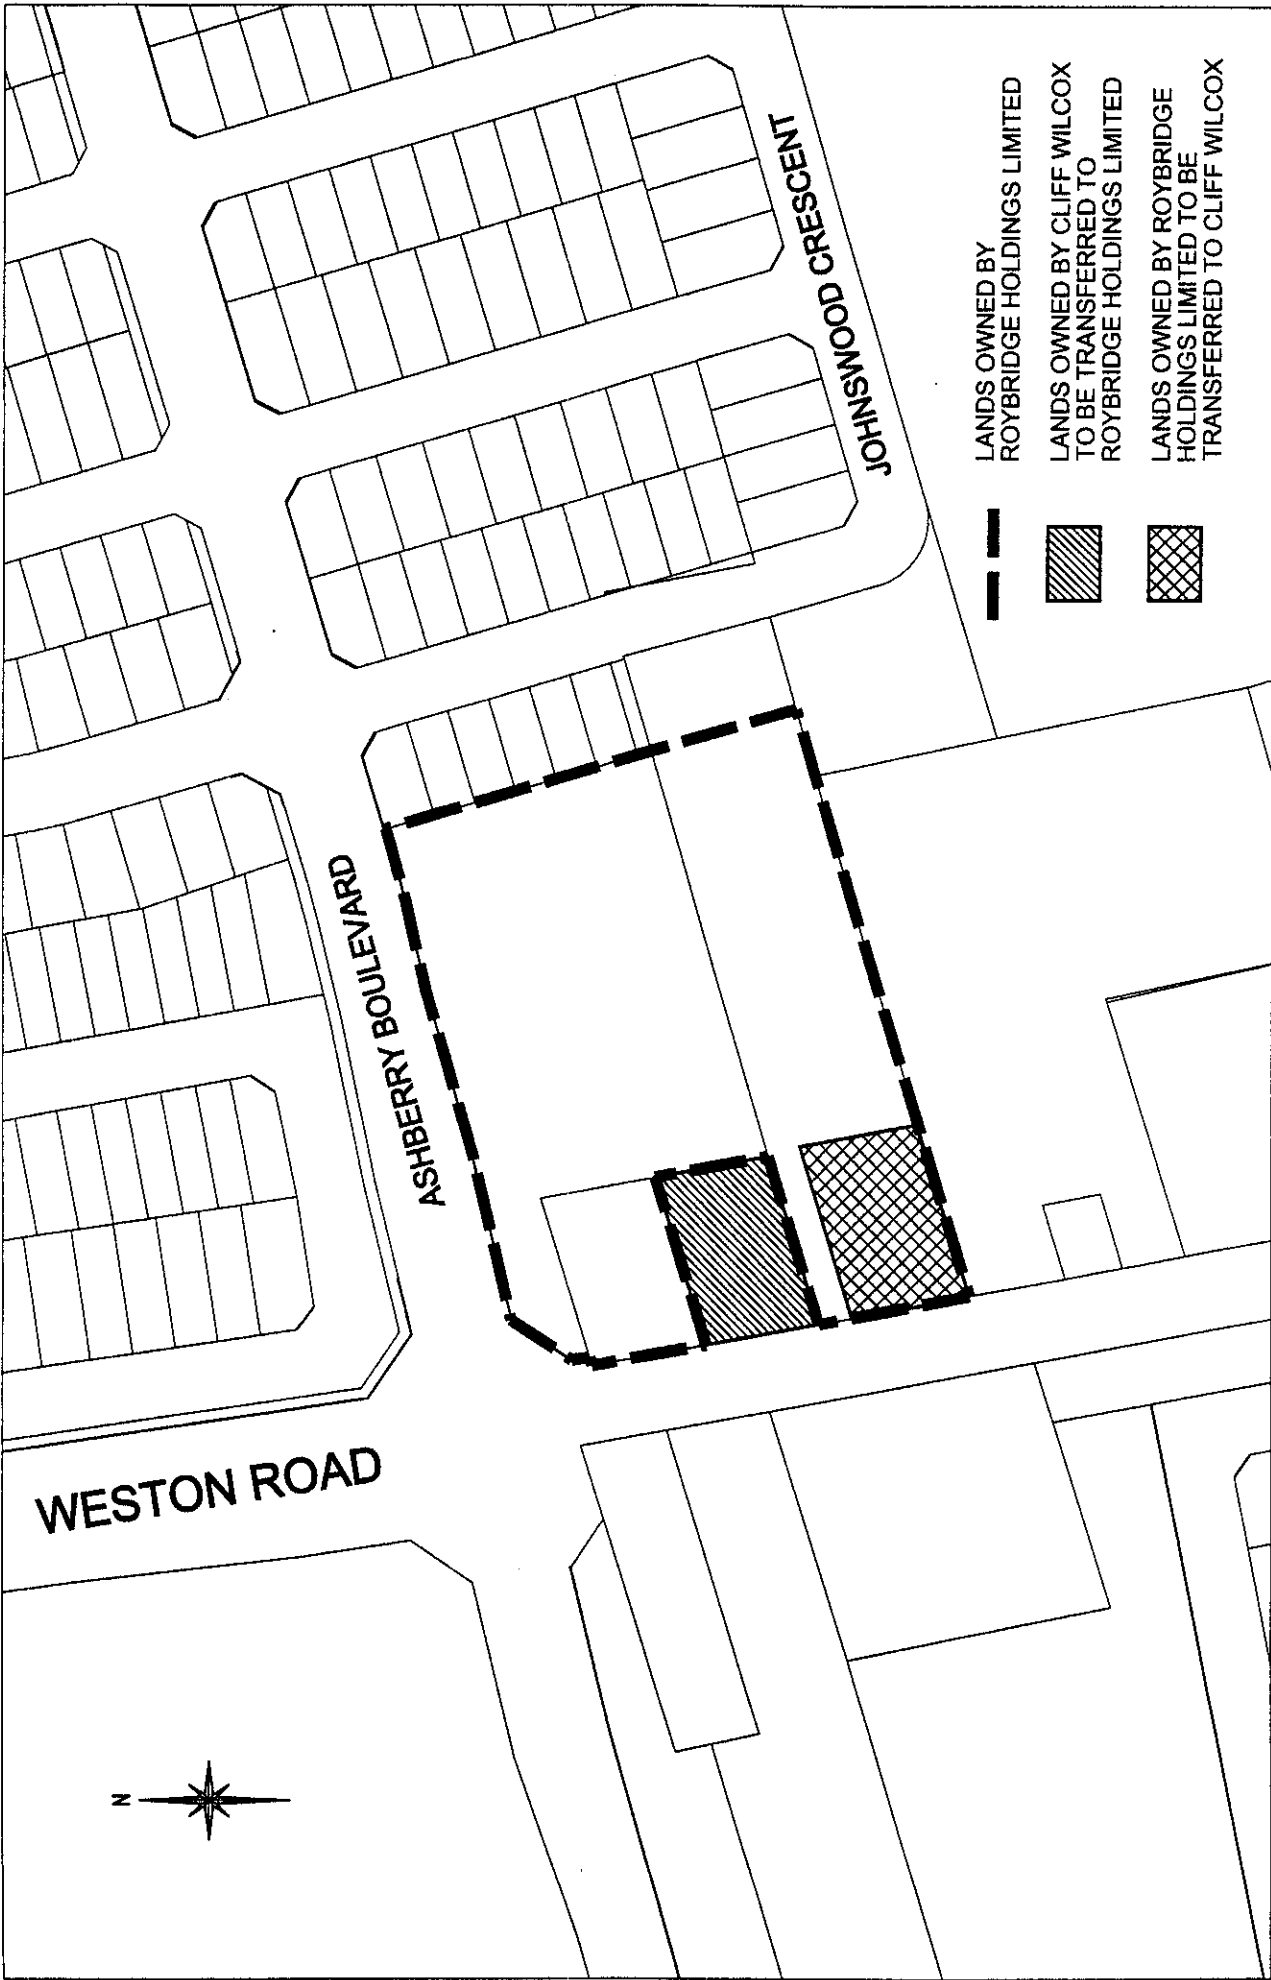 WESTON ROAD
ASHBERRY BOULEVARD
JOHNSWOOD CRESCENT
N
LANDS OWNED BY
ROYBRIDGE HOLDINGS LIMITED
LANDS OWNED BY CLIFF WILCOX
TO BE TRANSFERRED TO
ROYBRIDGE HOLDINGS LIMITED
LANDS OWNED BY ROYBRIDGE
HOLDINGS LIMITED TO BE
TRANSFERRED TO CLIFF WILCOX